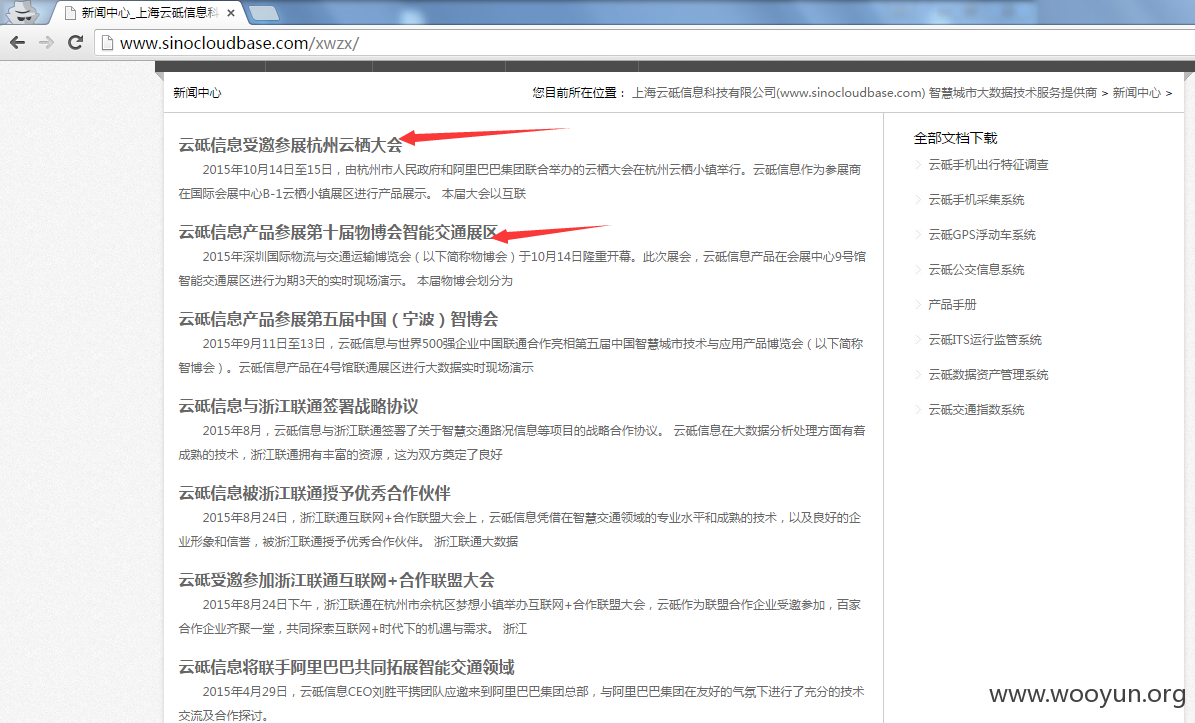 新闻中心_上海云砥信息科
www.sinocloudbase.com/xwzx/
新闻中心
您目前所在位置： 上海云砥信息科技有限公司(www.sinocloudbase.com) 智慧城市大数据技术服务提供商 > 新闻中心 >
云砥信息受邀参展杭州云栖大会
2015年10月14日至15日，由杭州市人民政府和阿里巴巴集团联合举办的云栖大会在杭州云栖小镇举行。云砥信息作为参展商
在国际会展中心B-1云栖小镇展区进行产品展示。 本届大会以互联
云砥信息产品参展第十届物博会智能交通展区
2015年深圳国际物流与交通运输博览会（以下简称物博会）于10月14日隆重开幕。此次展会，云砥信息产品在会展中心9号馆
智能交通展区进行为期3天的实时现场演示。 本届物博会划分为
云砥信息产品参展第五届中国（宁波）智博会
2015年9月11日至13日，云砥信息与世界500强企业中国联通合作亮相第五届中国智慧城市技术与应用产品博览会（以下简称
智博会）。云砥信息产品在4号馆联通展区进行大数据实时现场演示
云砥信息与浙江联通签署战略协议
2015年8月，云砥信息与浙江联通签署了关于智慧交通路况信息等项目的战略合作协议。 云砥信息在大数据分析处理方面有着
成熟的技术，浙江联通拥有丰富的资源，这为双方奠定了良好
云砥信息被浙江联通授予优秀合作伙伴
2015年8月24日，浙江联通互联网+合作联盟大会上，云砥信息凭借在智慧交通领域的专业水平和成熟的技术，以及良好的企
业形象和信誉，被浙江联通授予优秀合作伙伴。 浙江联通大数据
云砥受邀参加浙江联通互联网+合作联盟大会
2015年8月24日下午，浙江联通在杭州市余杭区梦想小镇举办互联网+合作联盟大会，云砥作为联盟合作企业受邀参加，百家
合作企业齐聚一堂，共同探索互联网+时代下的机遇与需求。 浙江
云砥信息将联手阿里巴巴共同拓展智能交通领域
2015年4月29日，云砥信息CEO刘胜平携团队应邀来到阿里巴巴集团总部，与阿里巴巴集团在友好的气氛下进行了充分的技术
交流及合作探讨。
全部文档下载
云砥手机出行特征调查
云砥手机采集系统
云砥GPS浮动车系统
云砥公交信息系统
产品手册
云砥ITS运行监管系统
云砥数据资产管理系统
云砥交通指数系统
www.wooyun.org